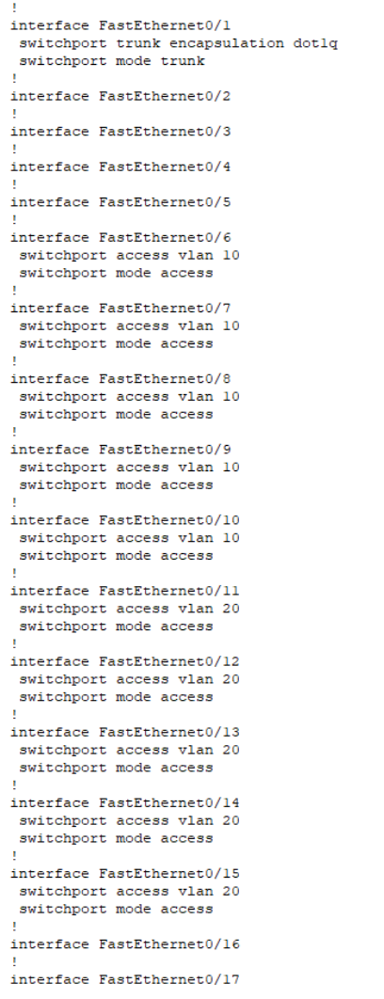 !
interface FastEthernet0/1
switchport trunk encapsulation dot1q
switchport mode trunk
!
interface FastEthernet0/2
!
interface FastEthernet0/3
!
interface FastEthernet0/4
!
interface FastEthernet0/5
!
interface FastEthernet0/6
switchport access vlan 10
switchport mode access
!
interface FastEthernet0/7
switchport access vlan 10
switchport mode access
!
interface FastEthernet0/8
switchport access vlan 10
switchport mode access
!
interface FastEthernet0/9
switchport access vlan 10
switchport mode access
!
interface FastEthernet0/10
switchport access vlan 10
switchport mode access
!
interface FastEthernet0/11
switchport access vlan 20
switchport mode access
!
interface FastEthernet0/12
switchport access vlan 20
switchport mode access
!
interface FastEthernet0/13
switchport access vlan 20
switchport mode access
!
interface FastEthernet0/14
switchport access vlan 20
switchport mode access
!
interface FastEthernet0/15
switchport access vlan 20
switchport mode access
!
interface FastEthernet0/16
!
interface FastEthernet0/17